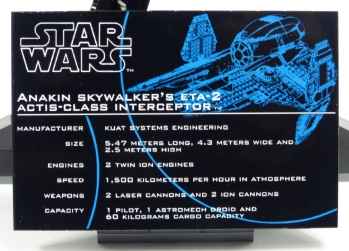 STAR
WARS
ANAKIN SKYWALKER'S ETA-2
ACTIS-CLASS INTERCEPTOR™
MANUFACTURER KUAT SYSTEMS ENGINEERING
SIZE 5.47 METERS LONG, 4.3 METERS WIDE AND
2.5 METERS HIGH
ENGINES 2 TWIN ION ENGINES
SPEED 1,500 KILOMETERS PER HOUR IN ATMOSPHERE
WEAPONS 2 LASER CANNONS AND 2 ION CANNONS
CAPACITY 1 PILOT, 1 ASTROMECH DROID AND
60 KILOGRAMS CARGO CAPACITY